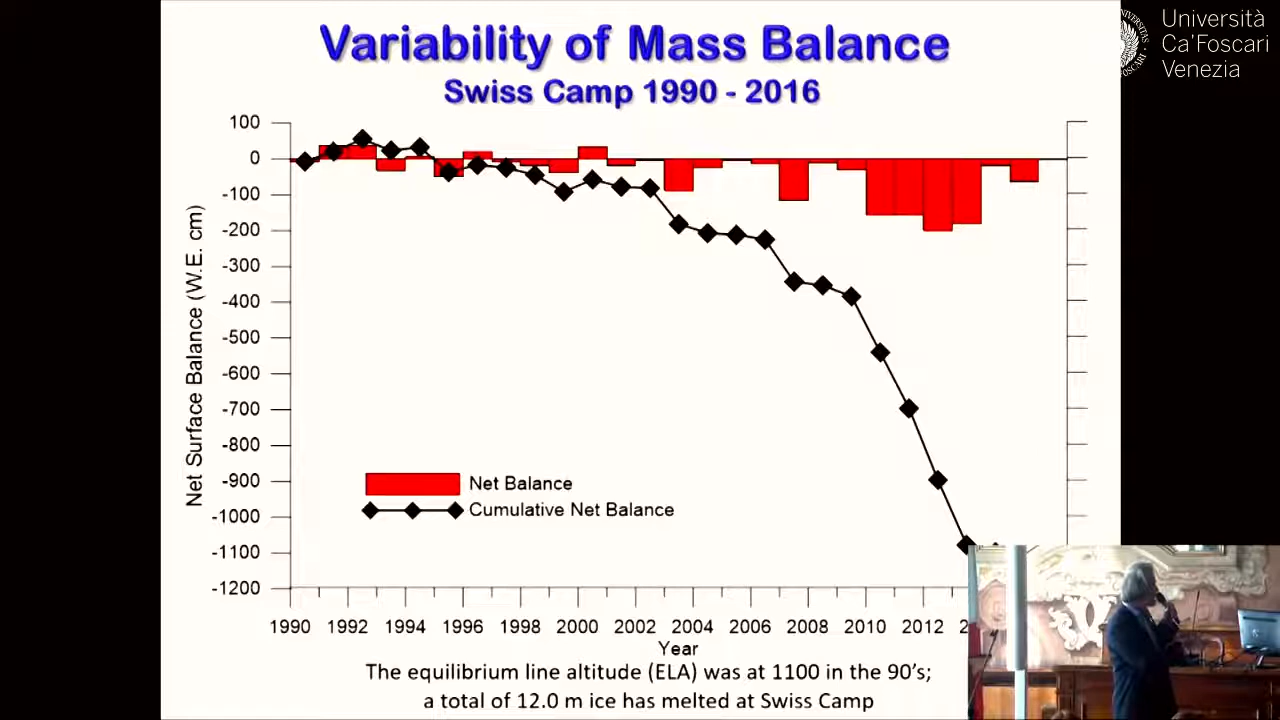 Variability of Mass Balance
Swiss Camp 1990 - 2016
Università
Ca'Foscari
Venezia
100
0
-100
-200
-300
-400
-500
-600
-700
-800
-900
-1000
-1100
-1200
Net Surface Balance (W.E. cm)
Net Balance
Cumulative Net Balance
1990 1992 1994 1996 1998 2000 2002 2004 2006 2008 2010 2012
Year
The equilibrium line altitude (ELA) was at 1100 in the 90's;
a total of 12.0 m ice has melted at Swiss Camp